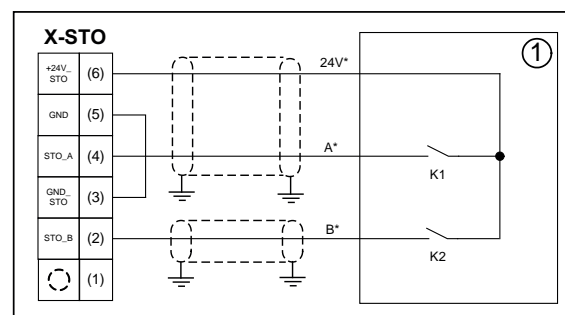 X-STO
1
+24V_
STO
(6)
24V*
GND
(5)
STO_A
(4)
A*
K1
GND_
STO
(3)
STO_B
(2)
B*
K2
(1)